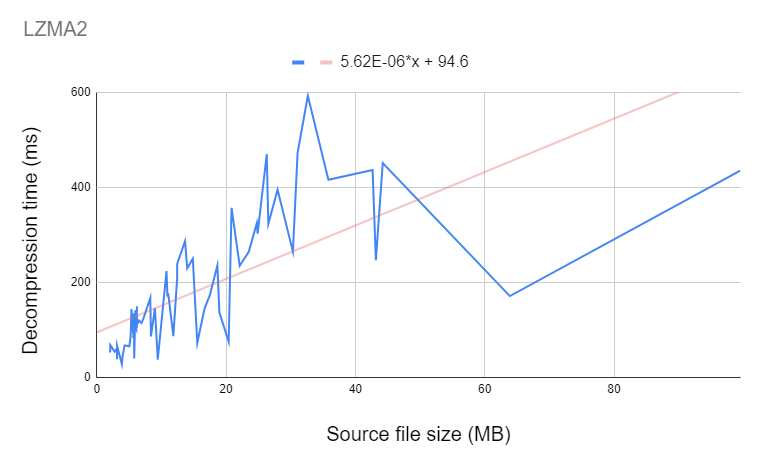 LZMA2
5.62E-06*x + 94.6
Decompression time (ms)
600
400
200
0
0 20 40 60 80
Source file size (MB)